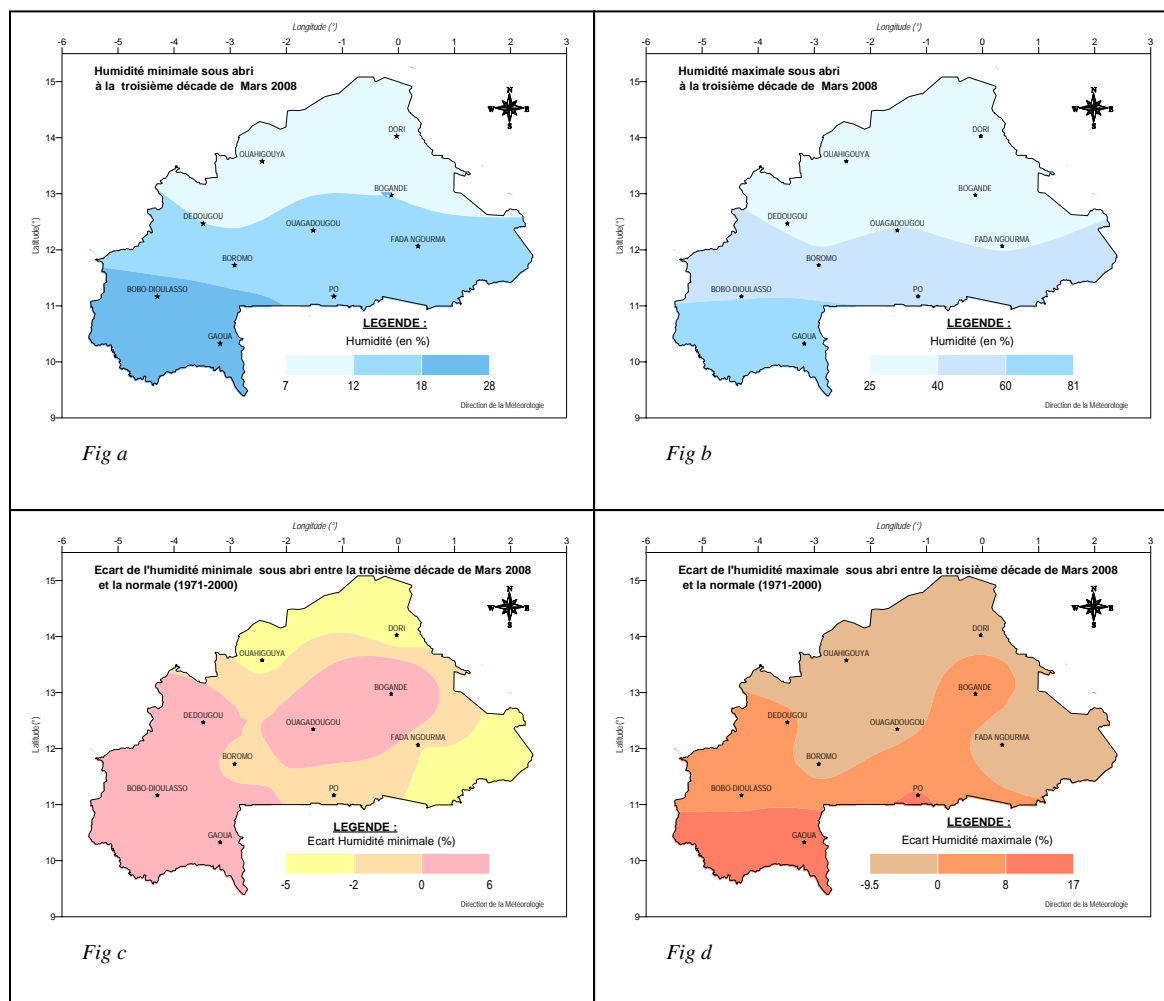 Longitude (°)
-6 -5 -4 -3 -2 -1 0 1 2 3
Humidité minimale sous abri
à la troisième décade de Mars 2008
N
W E
S
15
14
13
12
11
10
9
Latitude(°)
DORI
OUAHIGOUYA
BOGANDE
DEDOUGOU
OUAGADOUGOU
FADA NGOURMA
BOROMO
BOBO-DIOULASSO
PO
GAOUA
LEGENDE :
Humidité (en %)
7 12 18 28
Direction de la Météorologie
Fig a
Longitude (°)
-6 -5 -4 -3 -2 -1 0 1 2 3
Humidité maximale sous abri
à la troisième décade de Mars 2008
N
W E
S
15
14
13
12
11
10
9
Latitude(°)
DORI
OUAHIGOUYA
BOGANDE
DEDOUGOU
OUAGADOUGOU
FADA NGOURMA
BOROMO
BOBO-DIOULASSO
PO
GAOUA
LEGENDE :
Humidité (en %)
25 40 60 81
Direction de la Météorologie
Fig b
Longitude (°)
-6 -5 -4 -3 -2 -1 0 1 2 3
Ecart de l'humidité minimale sous abri entre la troisième décade de Mars 2008
et la normale (1971-2000)
N
W E
S
15
14
13
12
11
10
9
Latitude(°)
DORI
OUAHIGOUYA
BOGANDE
DEDOUGOU
OUAGADOUGOU
FADA NGOURMA
BOROMO
BOBO-DIOULASSO
PO
GAOUA
LEGENDE :
Ecart Humidité minimale (%)
-5 -2 0 6
Direction de la Météorologie
Fig c
Longitude (°)
-6 -5 -4 -3 -2 -1 0 1 2 3
Ecart de l'humidité maximale sous abri entre la troisième décade de Mars 2008
et la normale (1971-2000)
N
W E
S
15
14
13
12
11
10
9
Latitude(°)
DORI
OUAHIGOUYA
BOGANDE
DEDOUGOU
OUAGADOUGOU
FADA NGOURMA
BOROMO
BOBO-DIOULASSO
PO
GAOUA
LEGENDE :
Ecart Humidité maximale (%)
-9.5 0 8 17
Direction de la Météorologie
Fig d